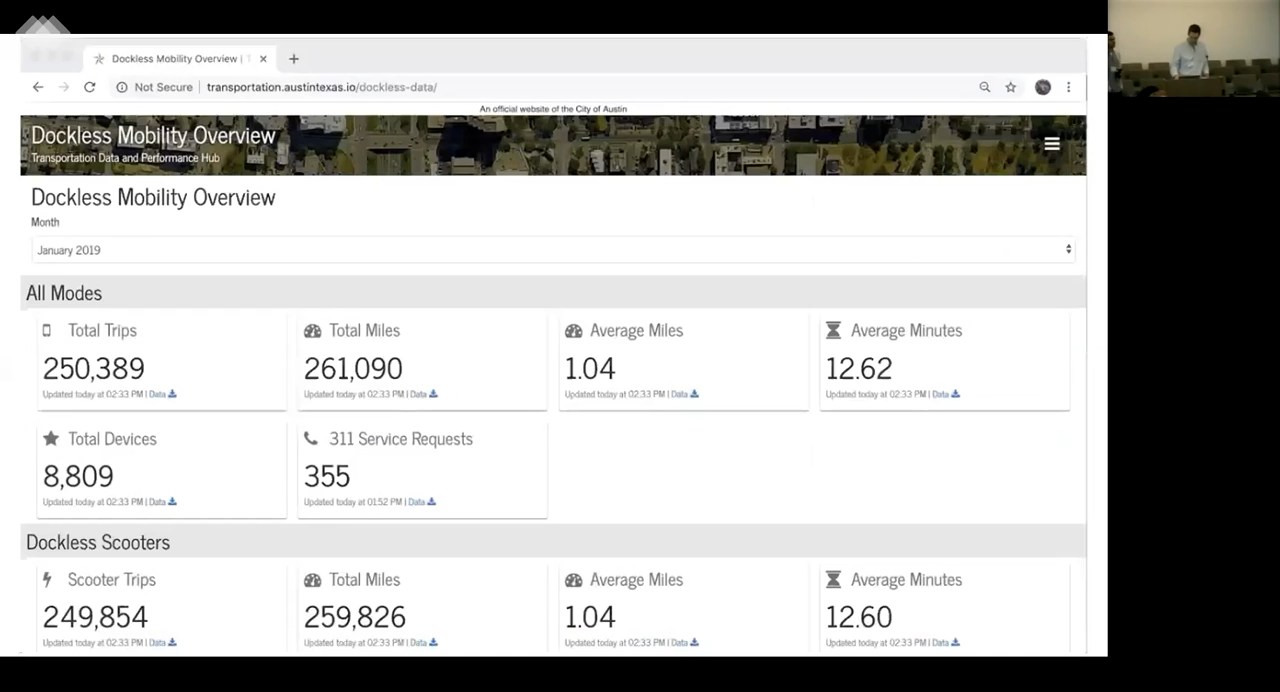 Dockless Mobility Overview |
Not Secure | transportation.austintexas.io/dockless-data/
An official website of the City of Austin
Dockless Mobility Overview
Transportation Data and Performance Hub
Dockless Mobility Overview
Month
January 2019
All Modes
Total Trips
250,389
Updated today at 02:33 PM | Data
Total Miles
261,090
Updated today at 02:33 PM | Data
Average Miles
1.04
Updated today at 02:33 PM | Data
Average Minutes
12.62
Updated today at 02:33 PM | Data
Total Devices
8,809
Updated today at 02:33 PM | Data
311 Service Requests
355
Updated today at 01:52 PM | Data
Dockless Scooters
Scooter Trips
249,854
Updated today at 02:33 PM | Data
Total Miles
259,826
Updated today at 02:33 PM | Data
Average Miles
1.04
Updated today at 02:33 PM | Data
Average Minutes
12.60
Updated today at 02:33 PM | Data